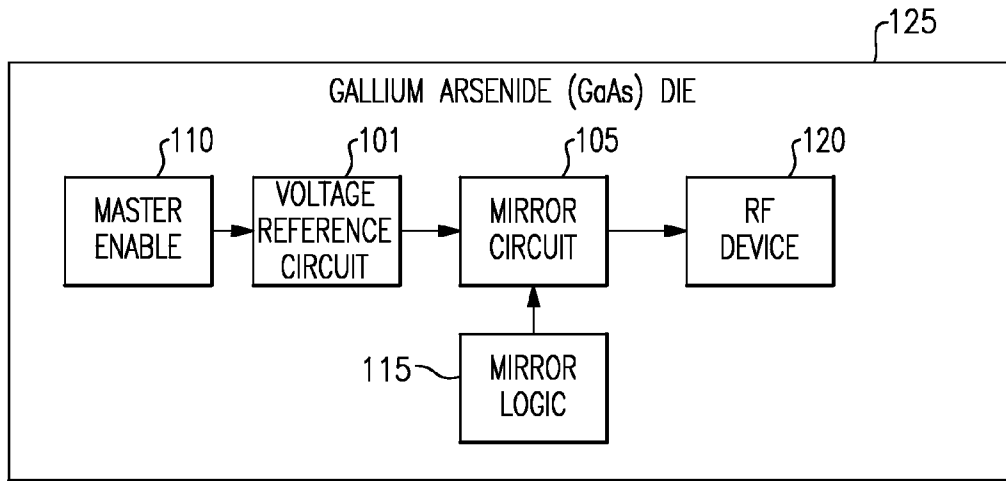 125
GALLIUM ARSENIDE (GaAs) DIE
110
101
105
120
MASTER
ENABLE
VOLTAGE
REFERENCE
CIRCUIT
MIRROR
CIRCUIT
RF
DEVICE
115
MIRROR
LOGIC